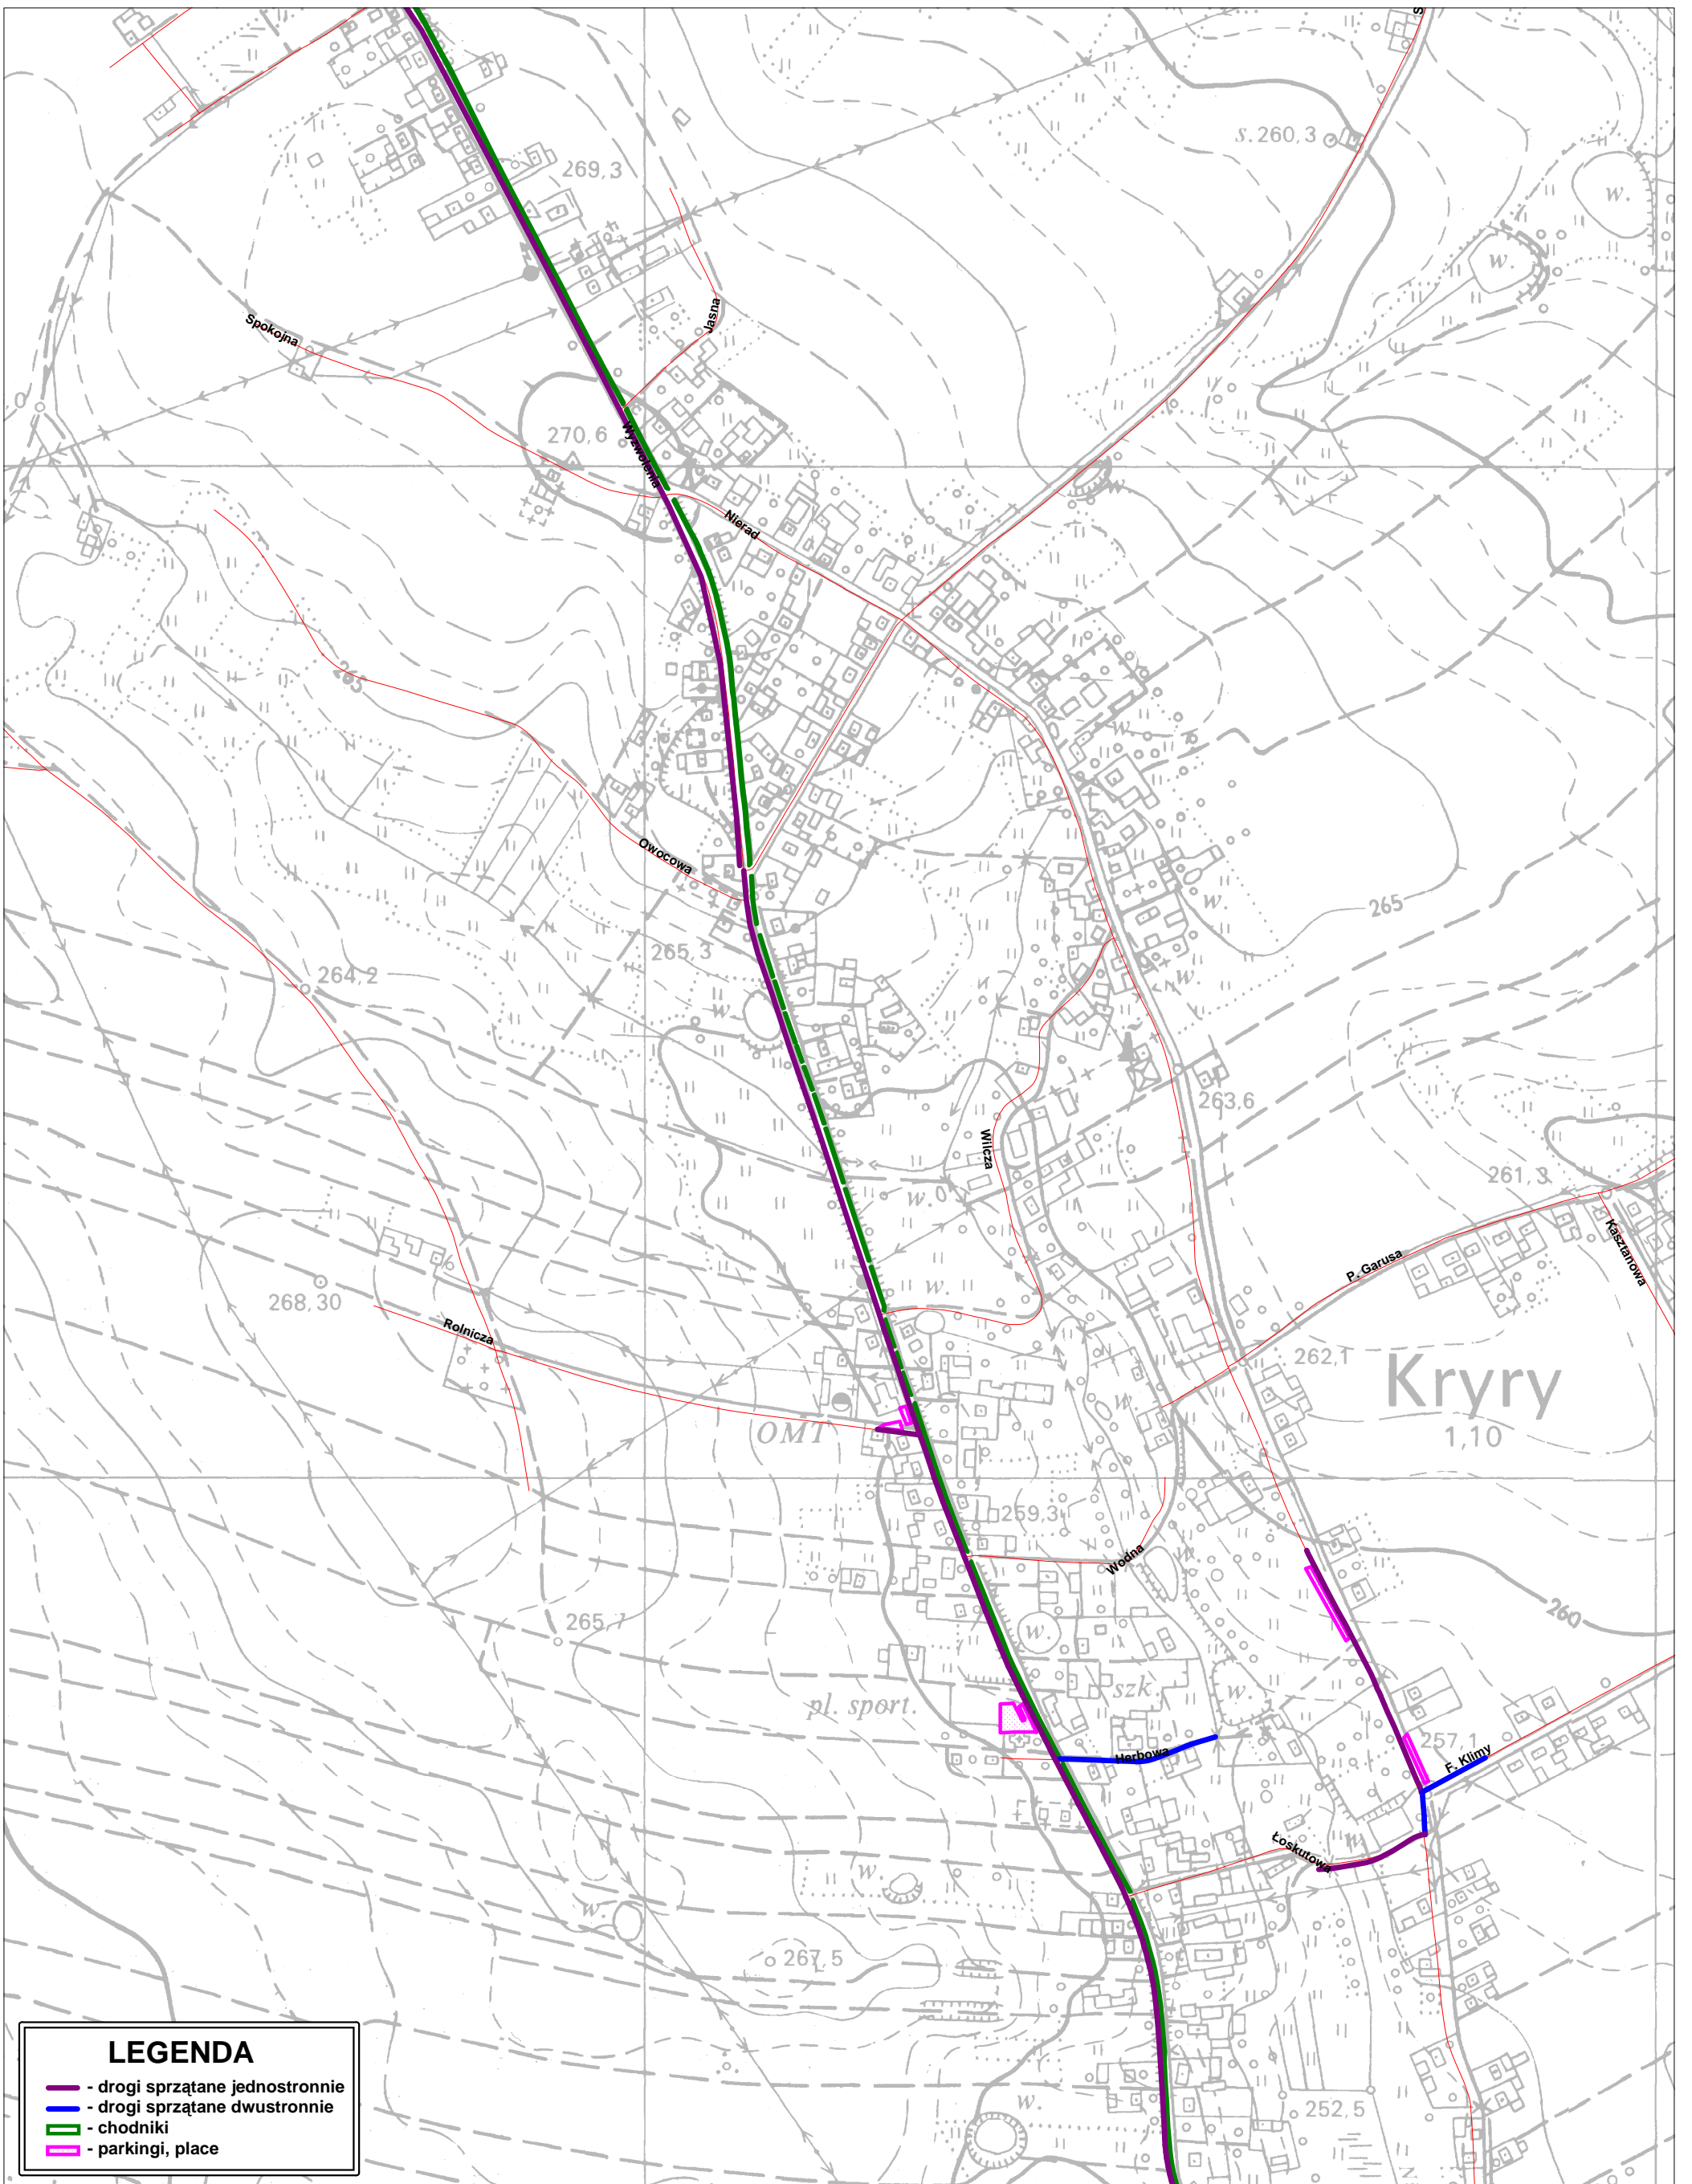 S
s.260,3
w.
269,3
w.
Jasna
Spokojna
0
270,6
Wyzwolenia
w.
Nierad
265
w.
Owocowa
w.
265
265,3
w.
264,2
w.
263,6
Wilcza
261,3
w.0
Kasztanowa
P. Garusa
w.
268,30
Rolnicza
262,1
Kryry
1,10
OMT
w.
259,3
Wodna
w.
260
265,7
w.
szk.
w.
pl. sport.
257,1
Herbowa
F. Klimy
Łoskutowa
w.
w.
w.
267,5
LEGENDA
- drogi sprzątane jednostronnie
- drogi sprzątane dwustronnie
- chodniki
- parkingi, place
w.
252,5